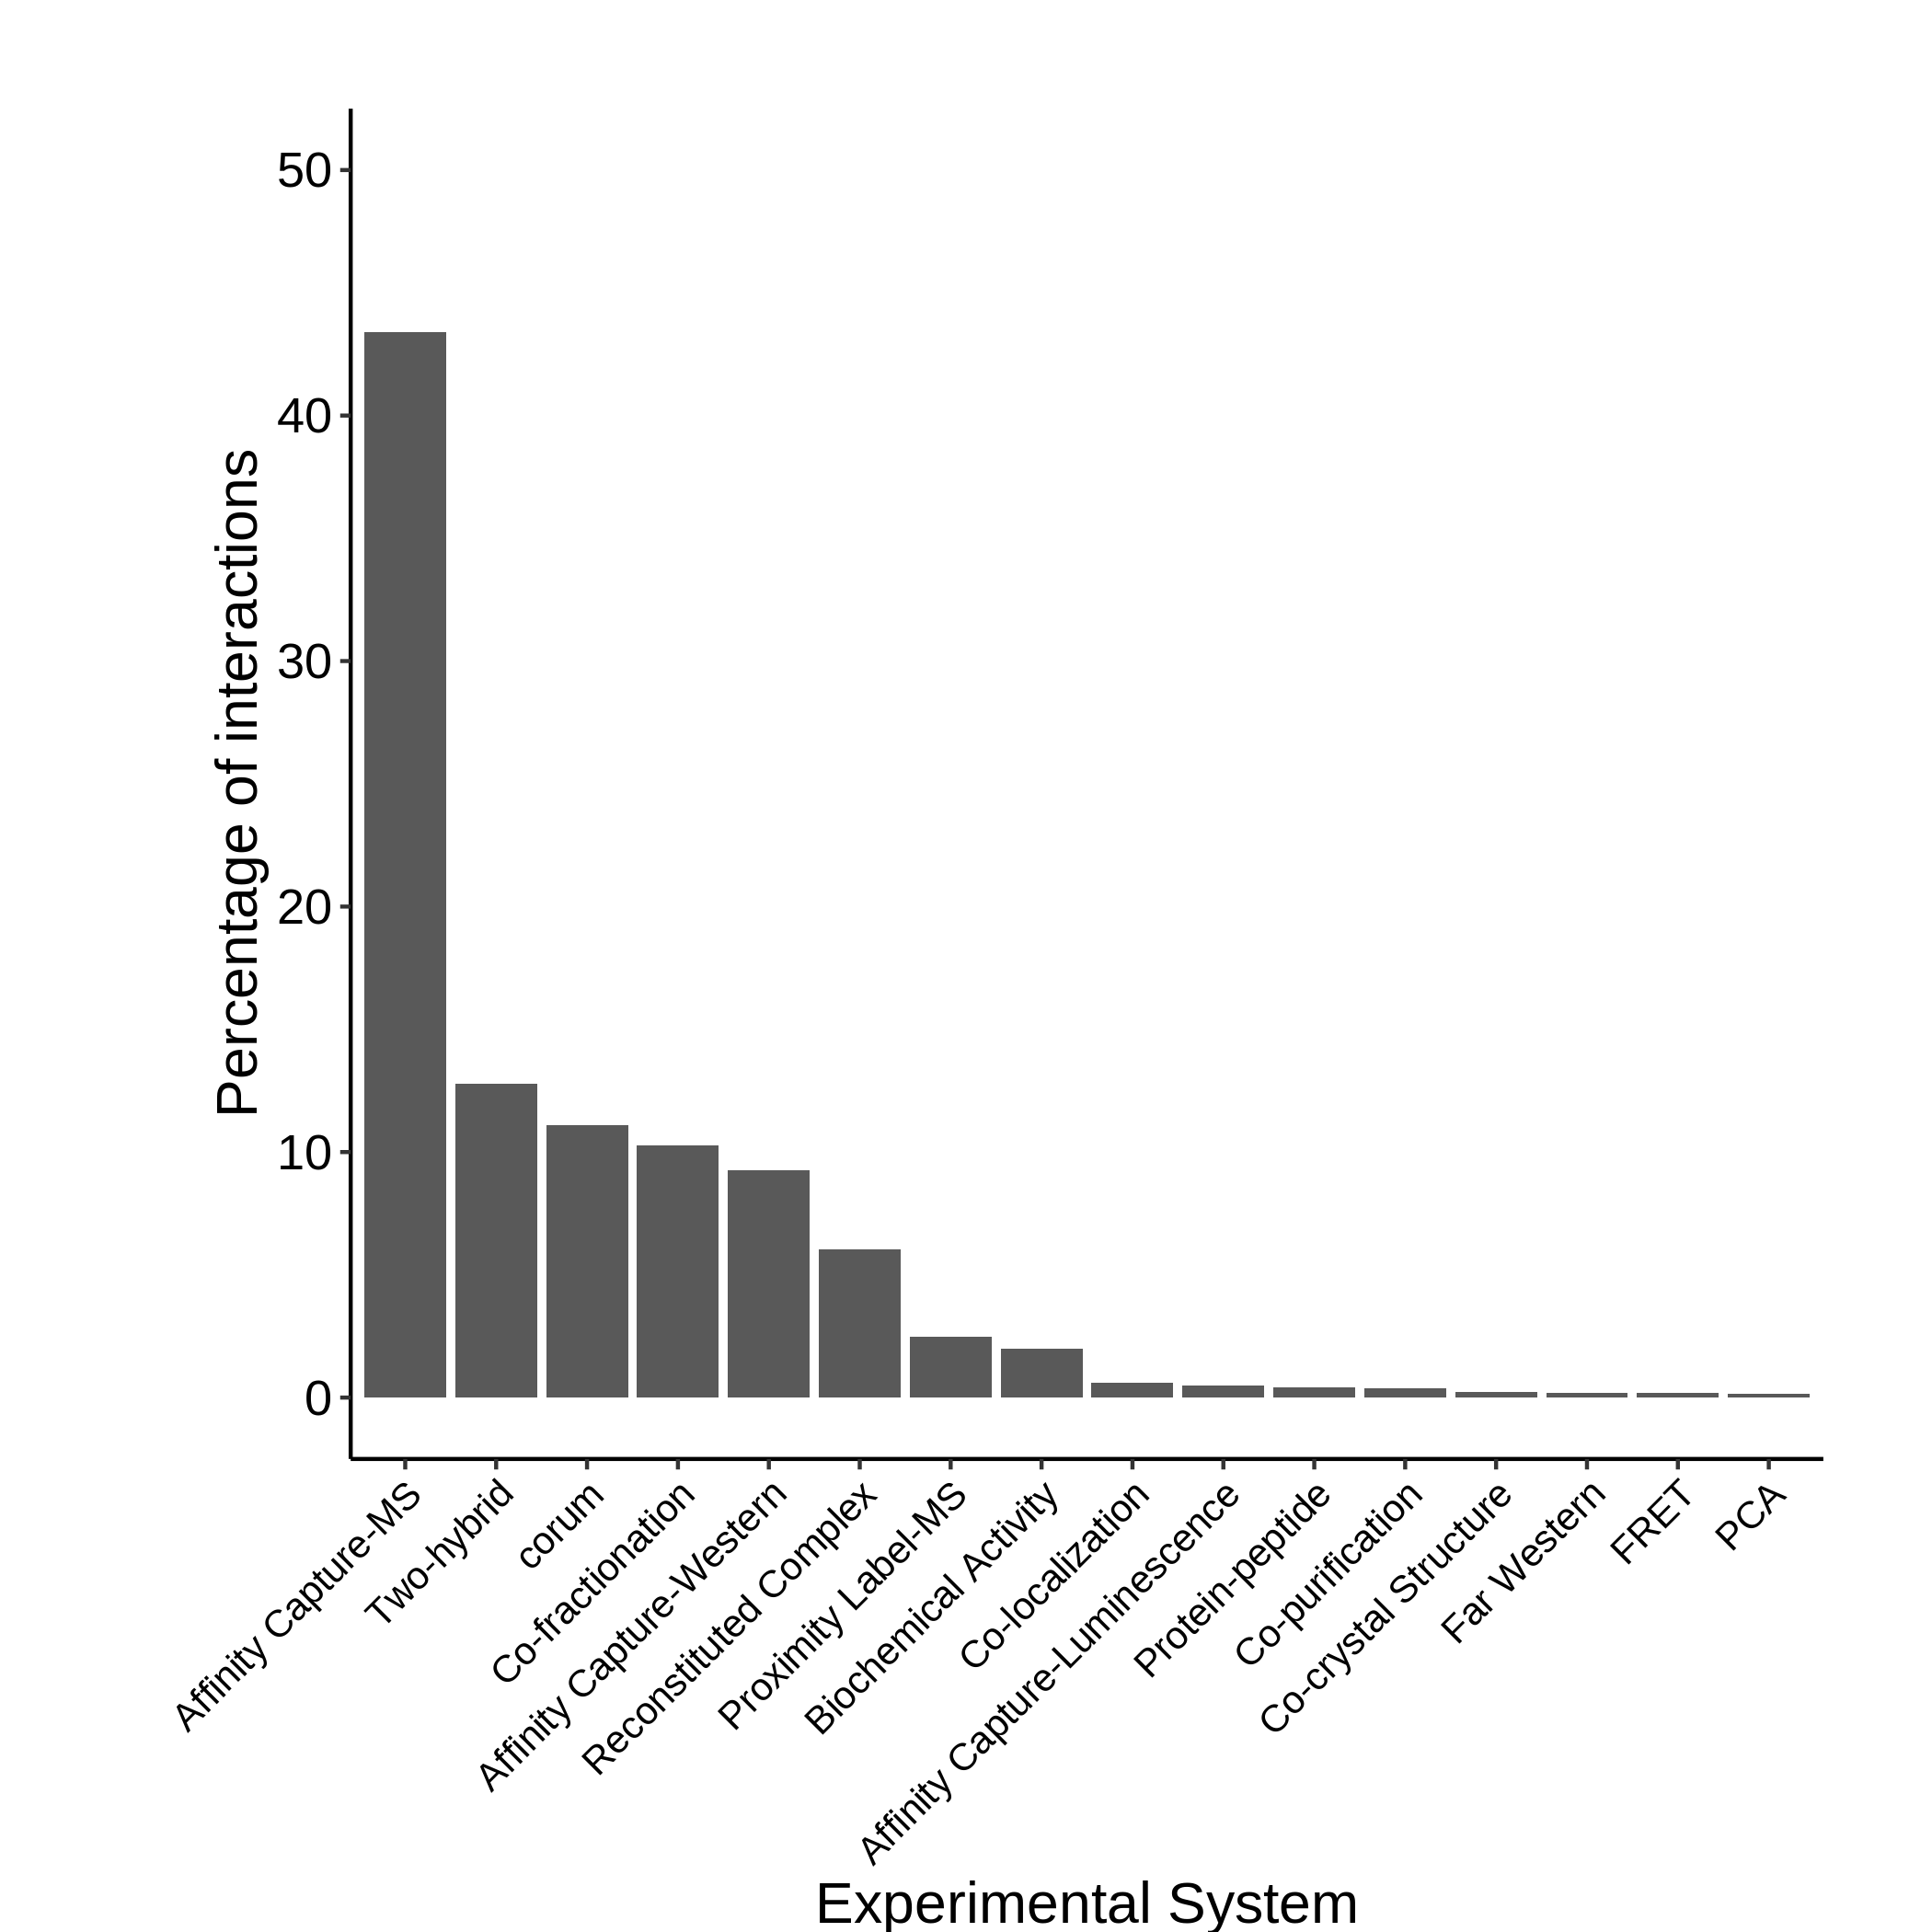 Percentage of interactions
50
40
30
20
10
0
Affinity Capture-MS
Two-hybrid
corum
Co-fractionation
Affinity Capture-Western
Reconstituted Complex
Proximity Label-MS
Biochemical Activity
Co-localization
Affinity Capture-Luminescence
Protein-peptide
Co-purification
Co-crystal Structure
Far Western
FRET
PCA
Experimental System